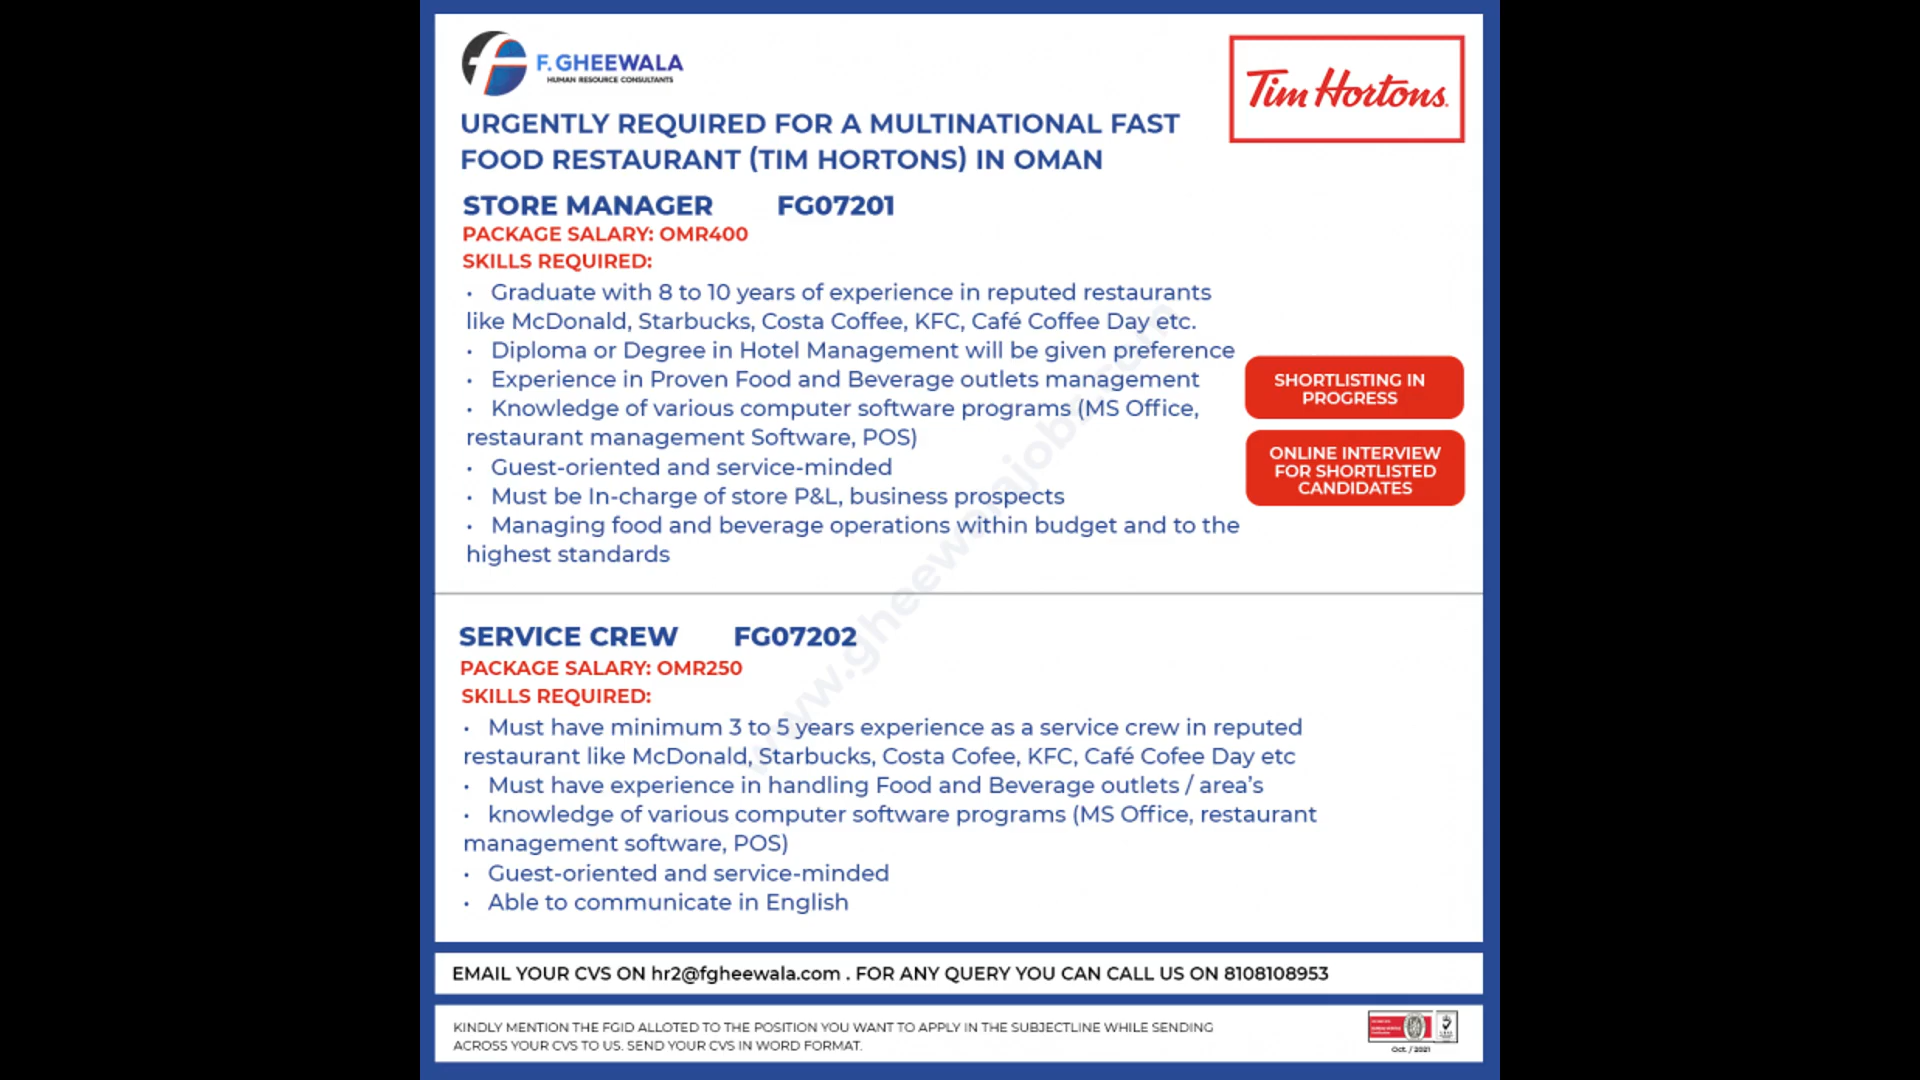 F. GHEEWALA
HUMAN RESOURCE CONSULTANTS
Tim Hortons.
URGENTLY REQUIRED FOR A MULTINATIONAL FAST
FOOD RESTAURANT (TIM HORTONS) IN OMAN
STORE MANAGER FG07201
PACKAGE SALARY: OMR400
SKILLS REQUIRED:
• Graduate with 8 to 10 years of experience in reputed restaurants
like McDonald, Starbucks, Costa Coffee, KFC, Café Coffee Day etc.
• Diploma or Degree in Hotel Management will be given preference
• Experience in Proven Food and Beverage outlets management
• Knowledge of various computer software programs (MS Office,
restaurant management Software, POS)
• Guest-oriented and service-minded
• Must be In-charge of store P&L, business prospects
• Managing food and beverage operations within budget and to the
highest standards
SHORTLISTING IN
PROGRESS
ONLINE INTERVIEW
FOR SHORTLISTED
CANDIDATES
www.gheewalajobz.com
SERVICE CREW FG07202
PACKAGE SALARY: OMR250
SKILLS REQUIRED:
• Must have minimum 3 to 5 years experience as a service crew in reputed
restaurant like McDonald, Starbucks, Costa Cofee, KFC, Café Cofee Day etc
• Must have experience in handling Food and Beverage outlets / area's
• knowledge of various computer software programs (MS Office, restaurant
management software, POS)
• Guest-oriented and service-minded
• Able to communicate in English
EMAIL YOUR CVS ON hr2@fgheewala.com . FOR ANY QUERY YOU CAN CALL US ON 8108108953
KINDLY MENTION THE FGID ALLOTED TO THE POSITION YOU WANT TO APPLY IN THE SUBJECTLINE WHILE SENDING
ACROSS YOUR CVS TO US. SEND YOUR CVS IN WORD FORMAT.
Oct. / 2021